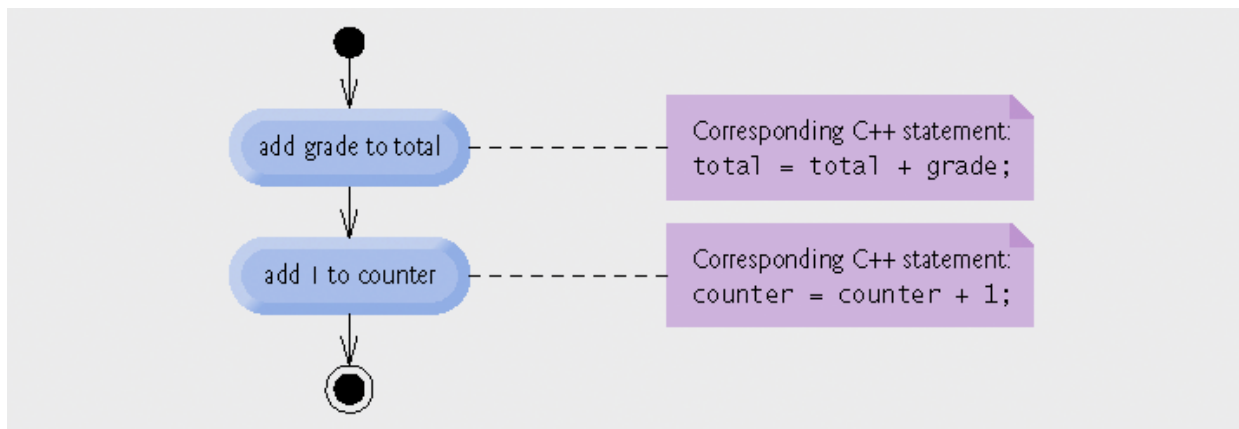 add grade to total
Corresponding C++ statement:
total = total + grade;
add 1 to counter
Corresponding C++ statement:
counter = counter + 1;